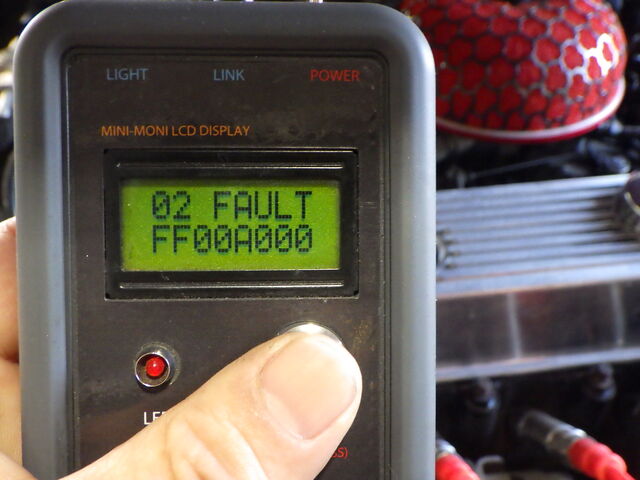 LIGHT LINK POWER
MINI-MONI LCD DISPLAY
02 FAULT
FF00A000